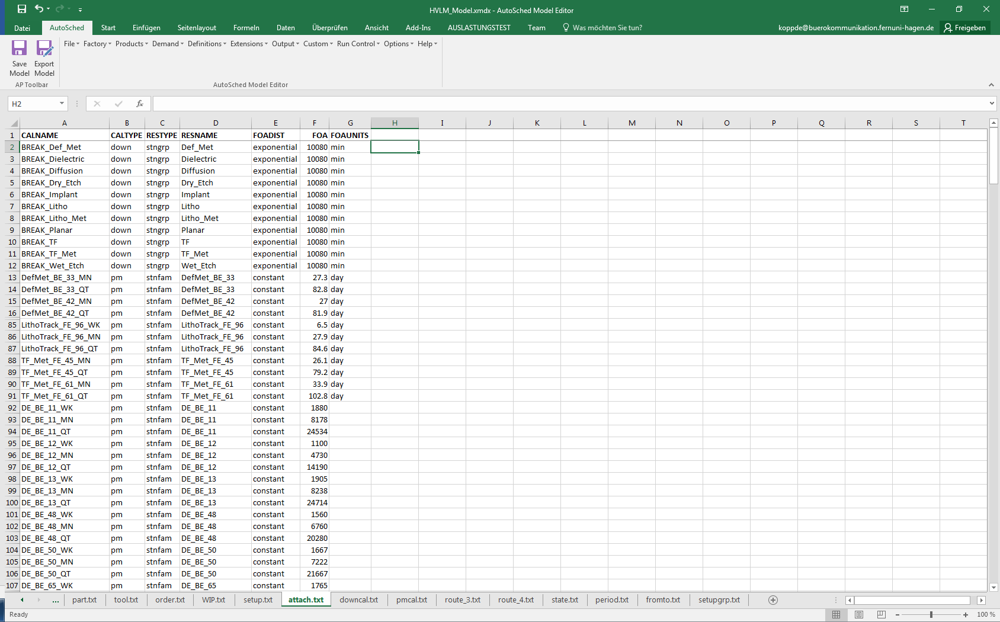 HVLM_Model.xmdx - AutoSched Model Editor
Datei AutoSched Start Einfügen Seitenlayout Formeln Daten Überprüfen Ansicht Add-Ins AUSLASTUNGSTEST Team Was möchten Sie tun? koppde@buerokommunikation.fernuni-hagen.de Freigeben
File Factory Products Demand Definitions Extensions Output Custom Run Control Options Help
Save Model
Export Model
AP Toolbar AutoSched Model Editor
H2 fx
A B C D E F G H I J K L M N O P Q R S T
1 CALNAME CALTYPE RESTYPE RESNAME FOADIST FOA FOAUNITS
2 BREAK_Def_Met down stngrp Def_Met exponential 10080 min
3 BREAK_Dielectric down stngrp Dielectric exponential 10080 min
4 BREAK_Diffusion down stngrp Diffusion exponential 10080 min
5 BREAK_Dry_Etch down stngrp Dry_Etch exponential 10080 min
6 BREAK_Implant down stngrp Implant exponential 10080 min
7 BREAK_Litho down stngrp Litho exponential 10080 min
8 BREAK_Litho_Met down stngrp Litho_Met exponential 10080 min
9 BREAK_Planar down stngrp Planar exponential 10080 min
10 BREAK_TF down stngrp TF exponential 10080 min
11 BREAK_TF_Met down stngrp TF_Met exponential 10080 min
12 BREAK_Wet_Etch down stngrp Wet_Etch exponential 10080 min
13 DefMet_BE_33_MN pm stnfam DefMet_BE_33 constant 27.3 day
14 DefMet_BE_33_QT pm stnfam DefMet_BE_33 constant 82.8 day
15 DefMet_BE_42_MN pm stnfam DefMet_BE_42 constant 27 day
16 DefMet_BE_42_QT pm stnfam DefMet_BE_42 constant 81.9 day
85 LithoTrack_FE_96_WK pm stnfam LithoTrack_FE_96 constant 6.5 day
86 LithoTrack_FE_96_MN pm stnfam LithoTrack_FE_96 constant 27.9 day
87 LithoTrack_FE_96_QT pm stnfam LithoTrack_FE_96 constant 84.6 day
88 TF_Met_FE_45_MN pm stnfam TF_Met_FE_45 constant 26.1 day
89 TF_Met_FE_45_QT pm stnfam TF_Met_FE_45 constant 79.2 day
90 TF_Met_FE_61_MN pm stnfam TF_Met_FE_61 constant 33.9 day
91 TF_Met_FE_61_QT pm stnfam TF_Met_FE_61 constant 102.8 day
92 DE_BE_11_WK pm stnfam DE_BE_11 constant 1880
93 DE_BE_11_MN pm stnfam DE_BE_11 constant 8178
94 DE_BE_11_QT pm stnfam DE_BE_11 constant 24534
95 DE_BE_12_WK pm stnfam DE_BE_12 constant 1100
96 DE_BE_12_MN pm stnfam DE_BE_12 constant 4730
97 DE_BE_12_QT pm stnfam DE_BE_12 constant 14190
98 DE_BE_13_WK pm stnfam DE_BE_13 constant 1905
99 DE_BE_13_MN pm stnfam DE_BE_13 constant 8238
100 DE_BE_13_QT pm stnfam DE_BE_13 constant 24714
101 DE_BE_48_WK pm stnfam DE_BE_48 constant 1560
102 DE_BE_48_MN pm stnfam DE_BE_48 constant 6760
103 DE_BE_48_QT pm stnfam DE_BE_48 constant 20280
104 DE_BE_50_WK pm stnfam DE_BE_50 constant 1667
105 DE_BE_50_MN pm stnfam DE_BE_50 constant 7222
106 DE_BE_50_QT pm stnfam DE_BE_50 constant 21667
107 DE_BE_65_WK pm stnfam DE_BE_65 constant 1765
... part.txt tool.txt order.txt WIP.txt setup.txt attach.txt downcal.txt pmcal.txt route_3.txt route_4.txt state.txt period.txt fromto.txt setupgrp.txt
Ready 100 %